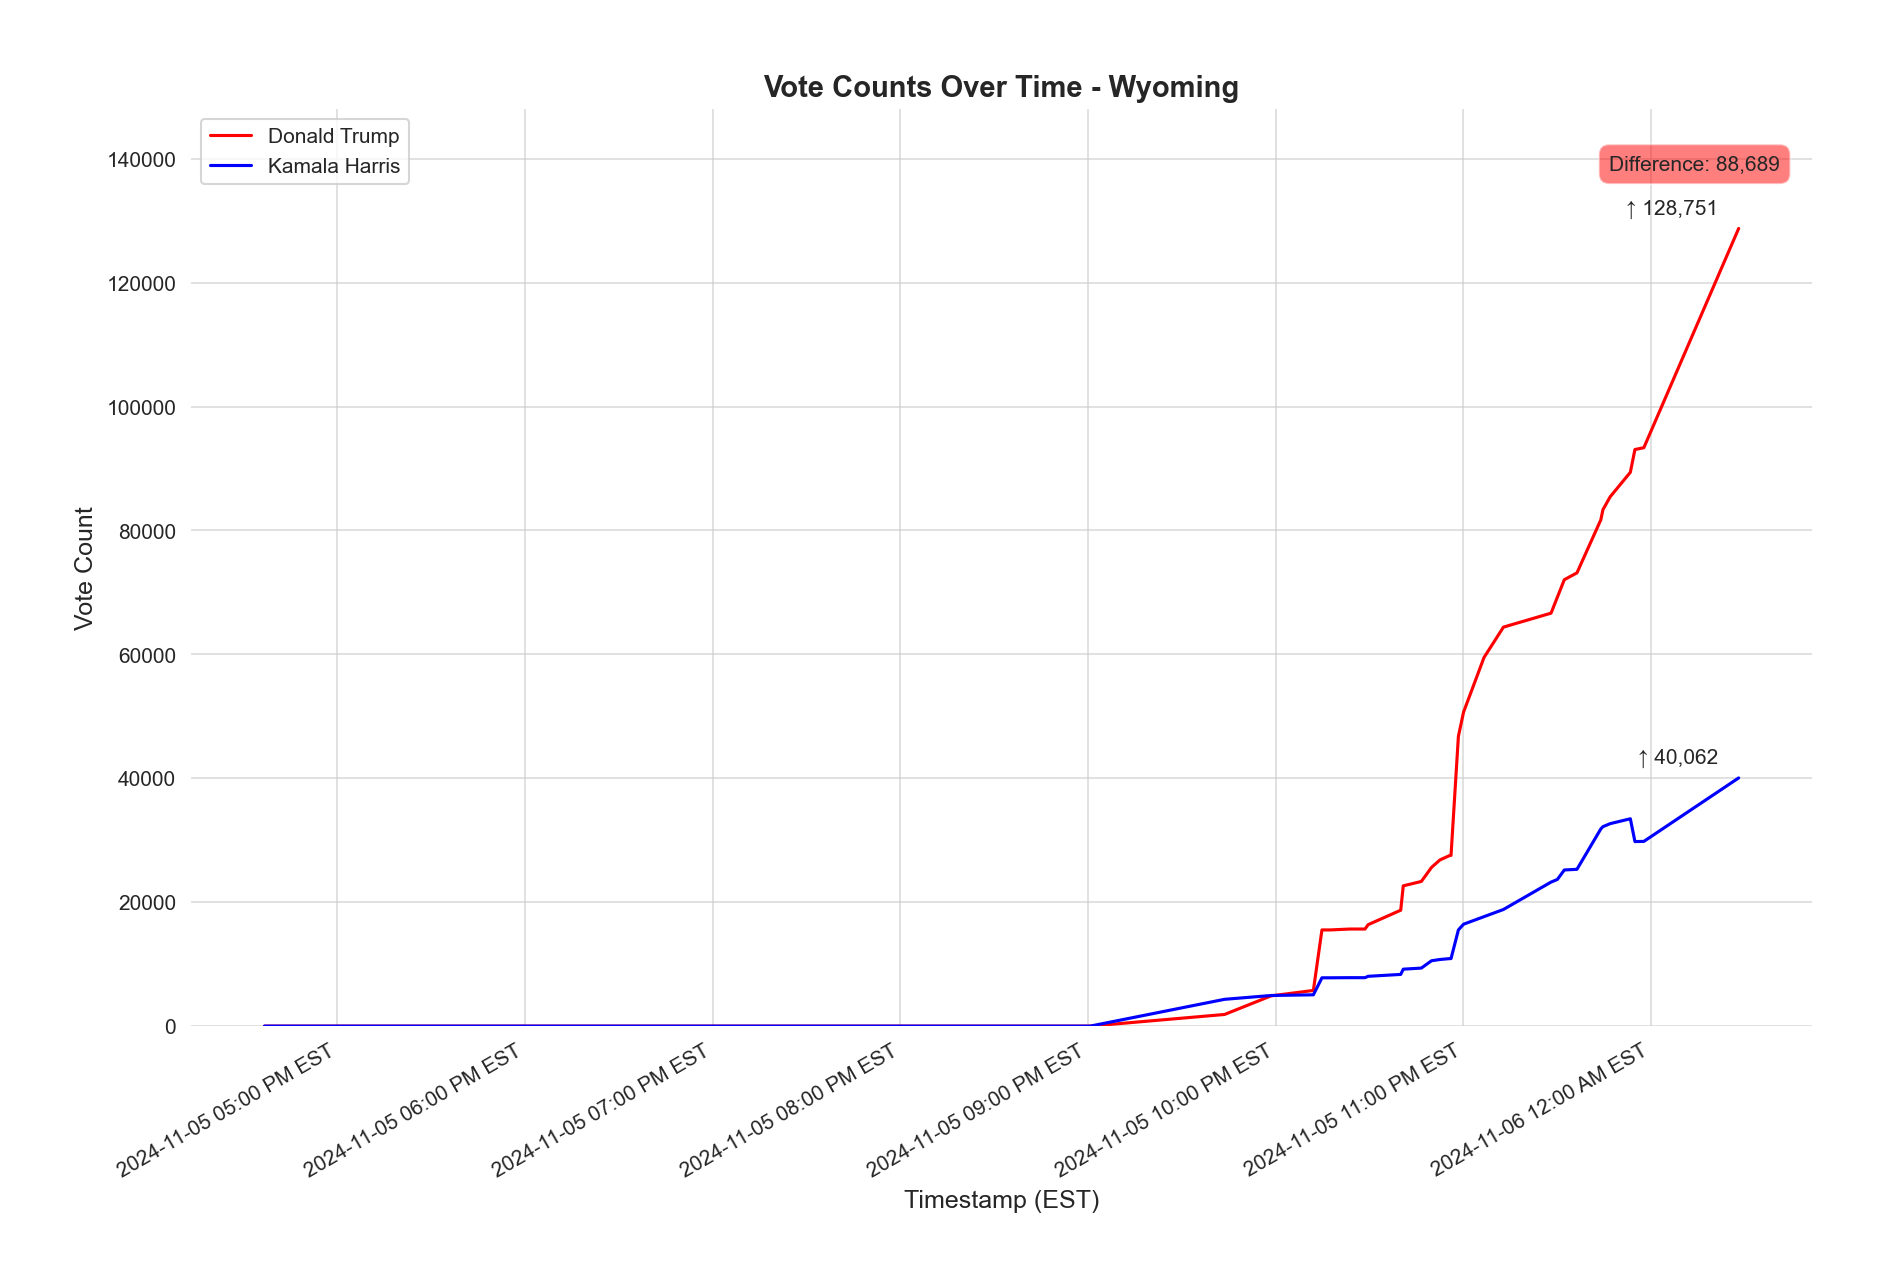 Vote Counts Over Time - Wyoming
Donald Trump
Kamala Harris
Difference: 88,689
↑ 128,751
↑ 40,062
140000
120000
100000
80000
60000
40000
20000
0
Vote Count
2024-11-05 05:00 PM EST
2024-11-05 06:00 PM EST
2024-11-05 07:00 PM EST
2024-11-05 08:00 PM EST
2024-11-05 09:00 PM EST
2024-11-05 10:00 PM EST
2024-11-05 11:00 PM EST
2024-11-06 12:00 AM EST
Timestamp (EST)